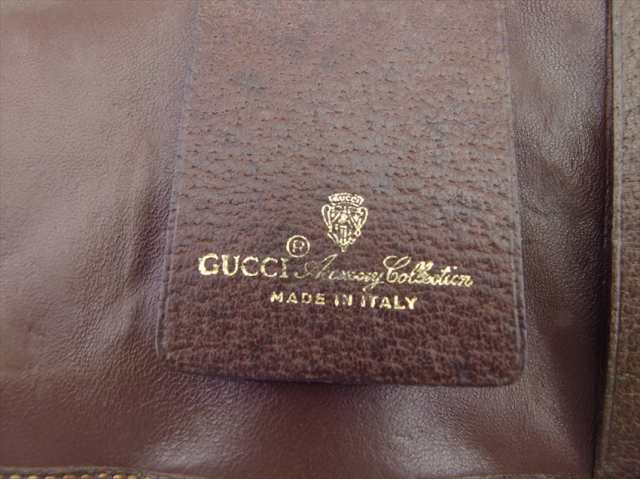 GUCCI
®
GUCCI Accessory Collection
MADE IN ITALY